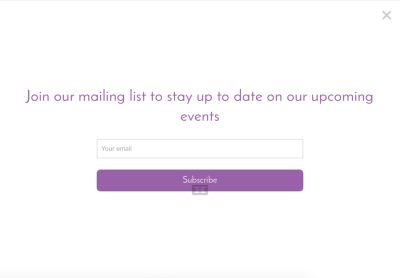 Join our mailing list to stay up to date on our upcoming
events
Your email
Subscribe